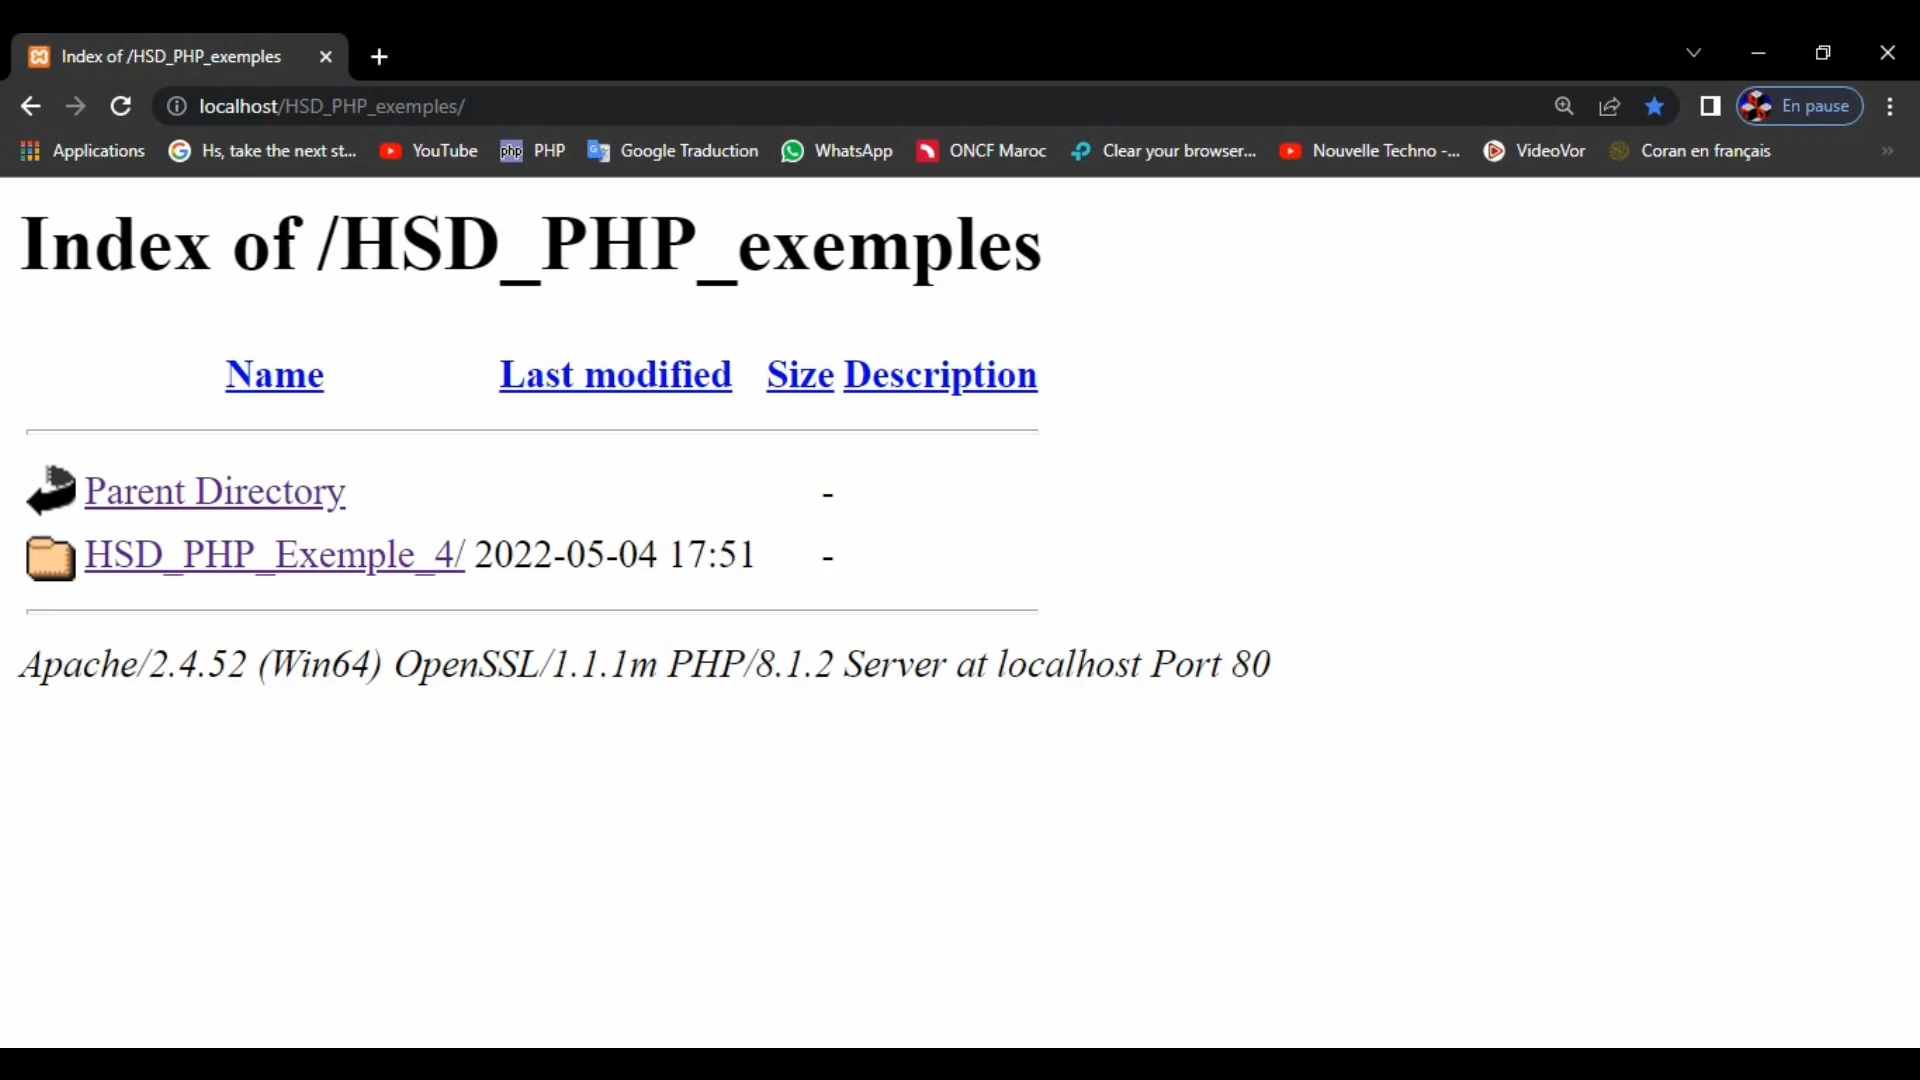 Index of /HSD_PHP_exemples
localhost/HSD_PHP_exemples/
En pause
Applications
Hs, take the next st...
YouTube
php PHP
Google Traduction
WhatsApp
ONCF Maroc
Clear your browser...
Nouvelle Techno -...
VideoVor
Coran en français
Index of /HSD_PHP_exemples
Name Last modified Size Description
Parent Directory -
HSD_PHP_Exemple_4/ 2022-05-04 17:51 -
Apache/2.4.52 (Win64) OpenSSL/1.1.1m PHP/8.1.2 Server at localhost Port 80